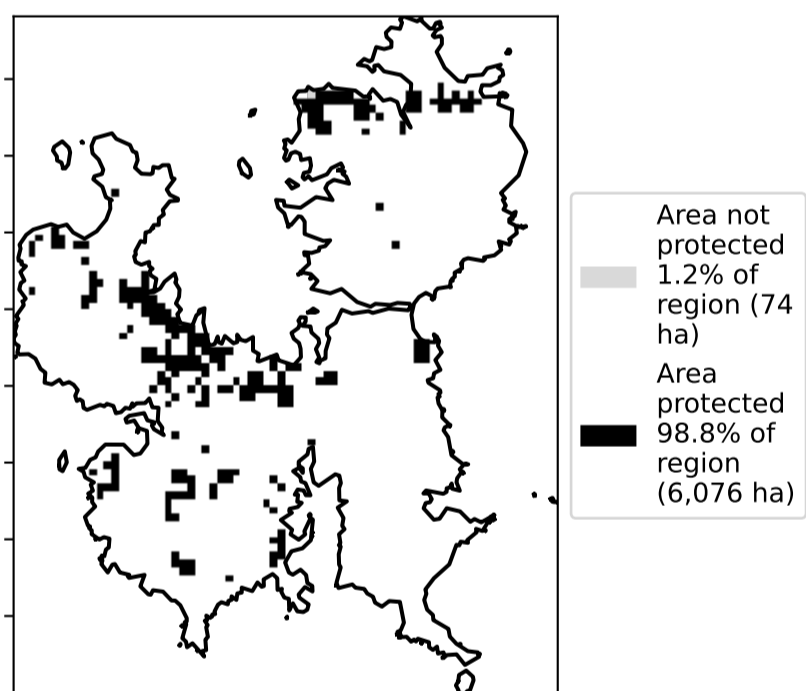 Area not
protected
1.2% of
region (74
ha)
Area
protected
98.8% of
region
(6,076 ha)